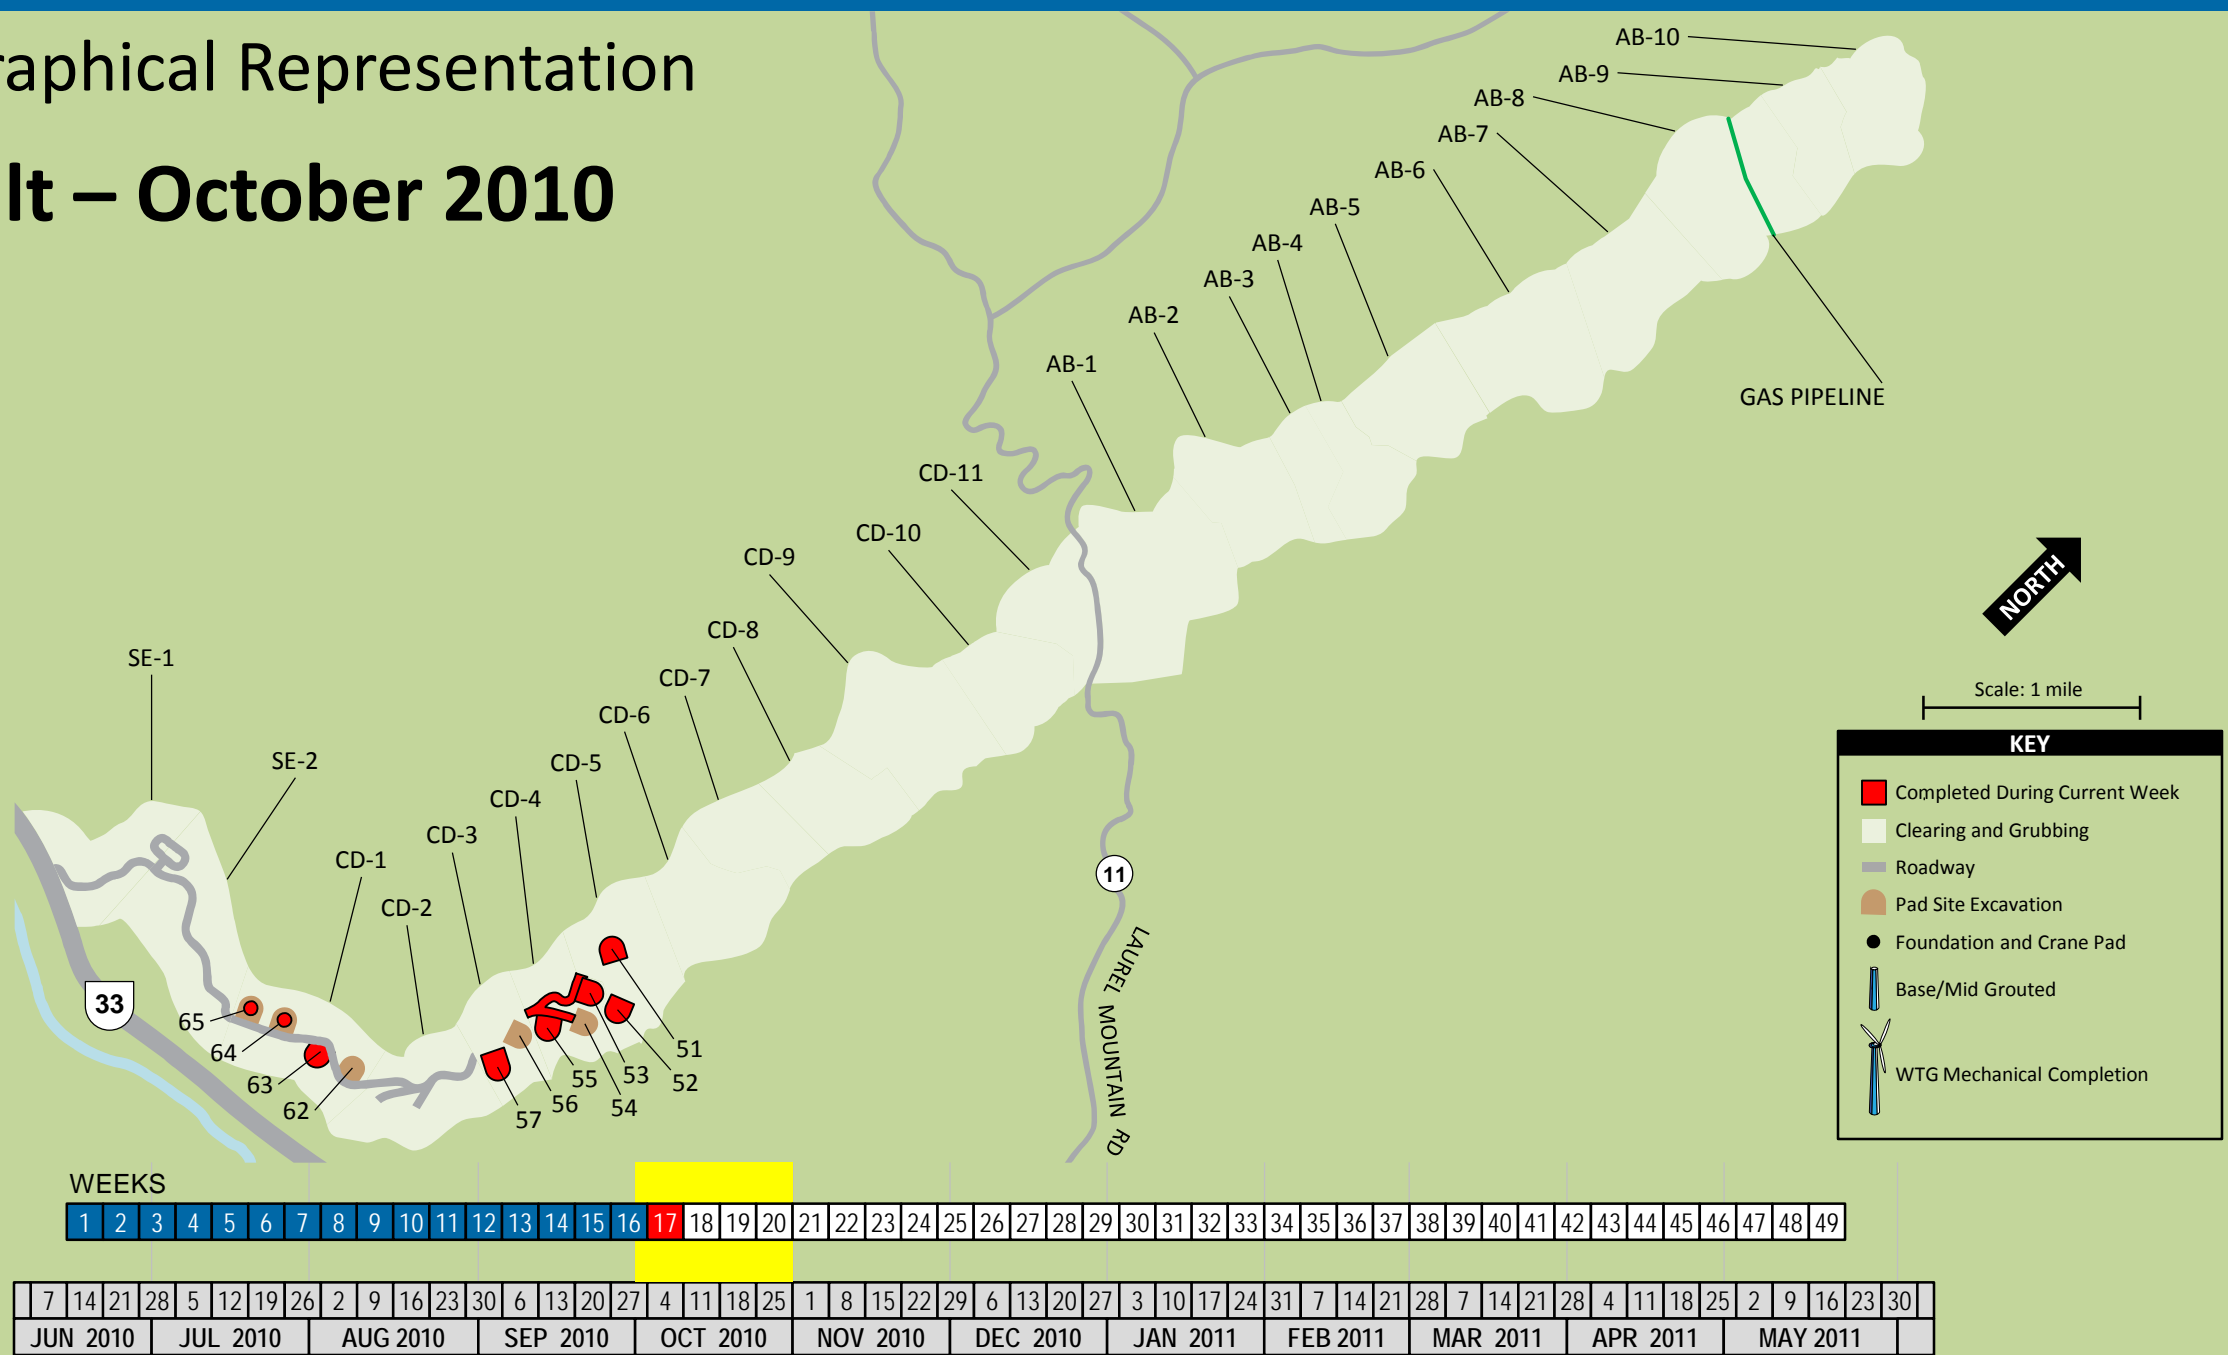 raphical Representation
lt – October 2010
AB-10
AB-9
AB-8
AB-7
AB-6
AB-5
AB-4
AB-3
AB-2
AB-1
GAS PIPELINE
CD-11
CD-10
CD-9
CD-8
CD-7
CD-6
CD-5
CD-4
CD-3
CD-2
CD-1
SE-2
SE-1
NORTH
Scale: 1 mile
KEY
Completed During Current Week
Clearing and Grubbing
Roadway
Pad Site Excavation
Foundation and Crane Pad
Base/Mid Grouted
WTG Mechanical Completion
11
LAUREL MOUNTAIN RD
33
65
64
63
62
57
56
55
54
53
52
51
WEEKS
1 2 3 4 5 6 7 8 9 10 11 12 13 14 15 16 17 18 19 20 21 22 23 24 25 26 27 28 29 30 31 32 33 34 35 36 37 38 39 40 41 42 43 44 45 46 47 48 49
7 14 21 28 5 12 19 26 2 9 16 23 30 6 13 20 27 4 11 18 25 1 8 15 22 29 6 13 20 27 3 10 17 24 31 7 14 21 28 7 14 21 28 4 11 18 25 2 9 16 23 30
JUN 2010 JUL 2010 AUG 2010 SEP 2010 OCT 2010 NOV 2010 DEC 2010 JAN 2011 FEB 2011 MAR 2011 APR 2011 MAY 2011